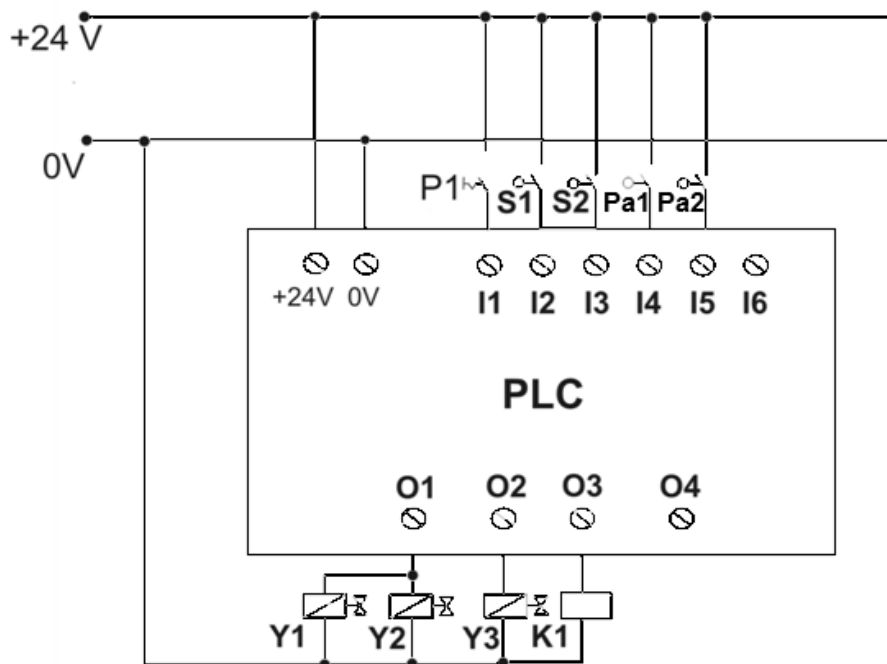 +24 V
0V
P1 S1 S2 Pa1 Pa2
+24V 0V I1 I2 I3 I4 I5 I6
PLC
O1 O2 O3 O4
Y1 Y2 Y3 K1